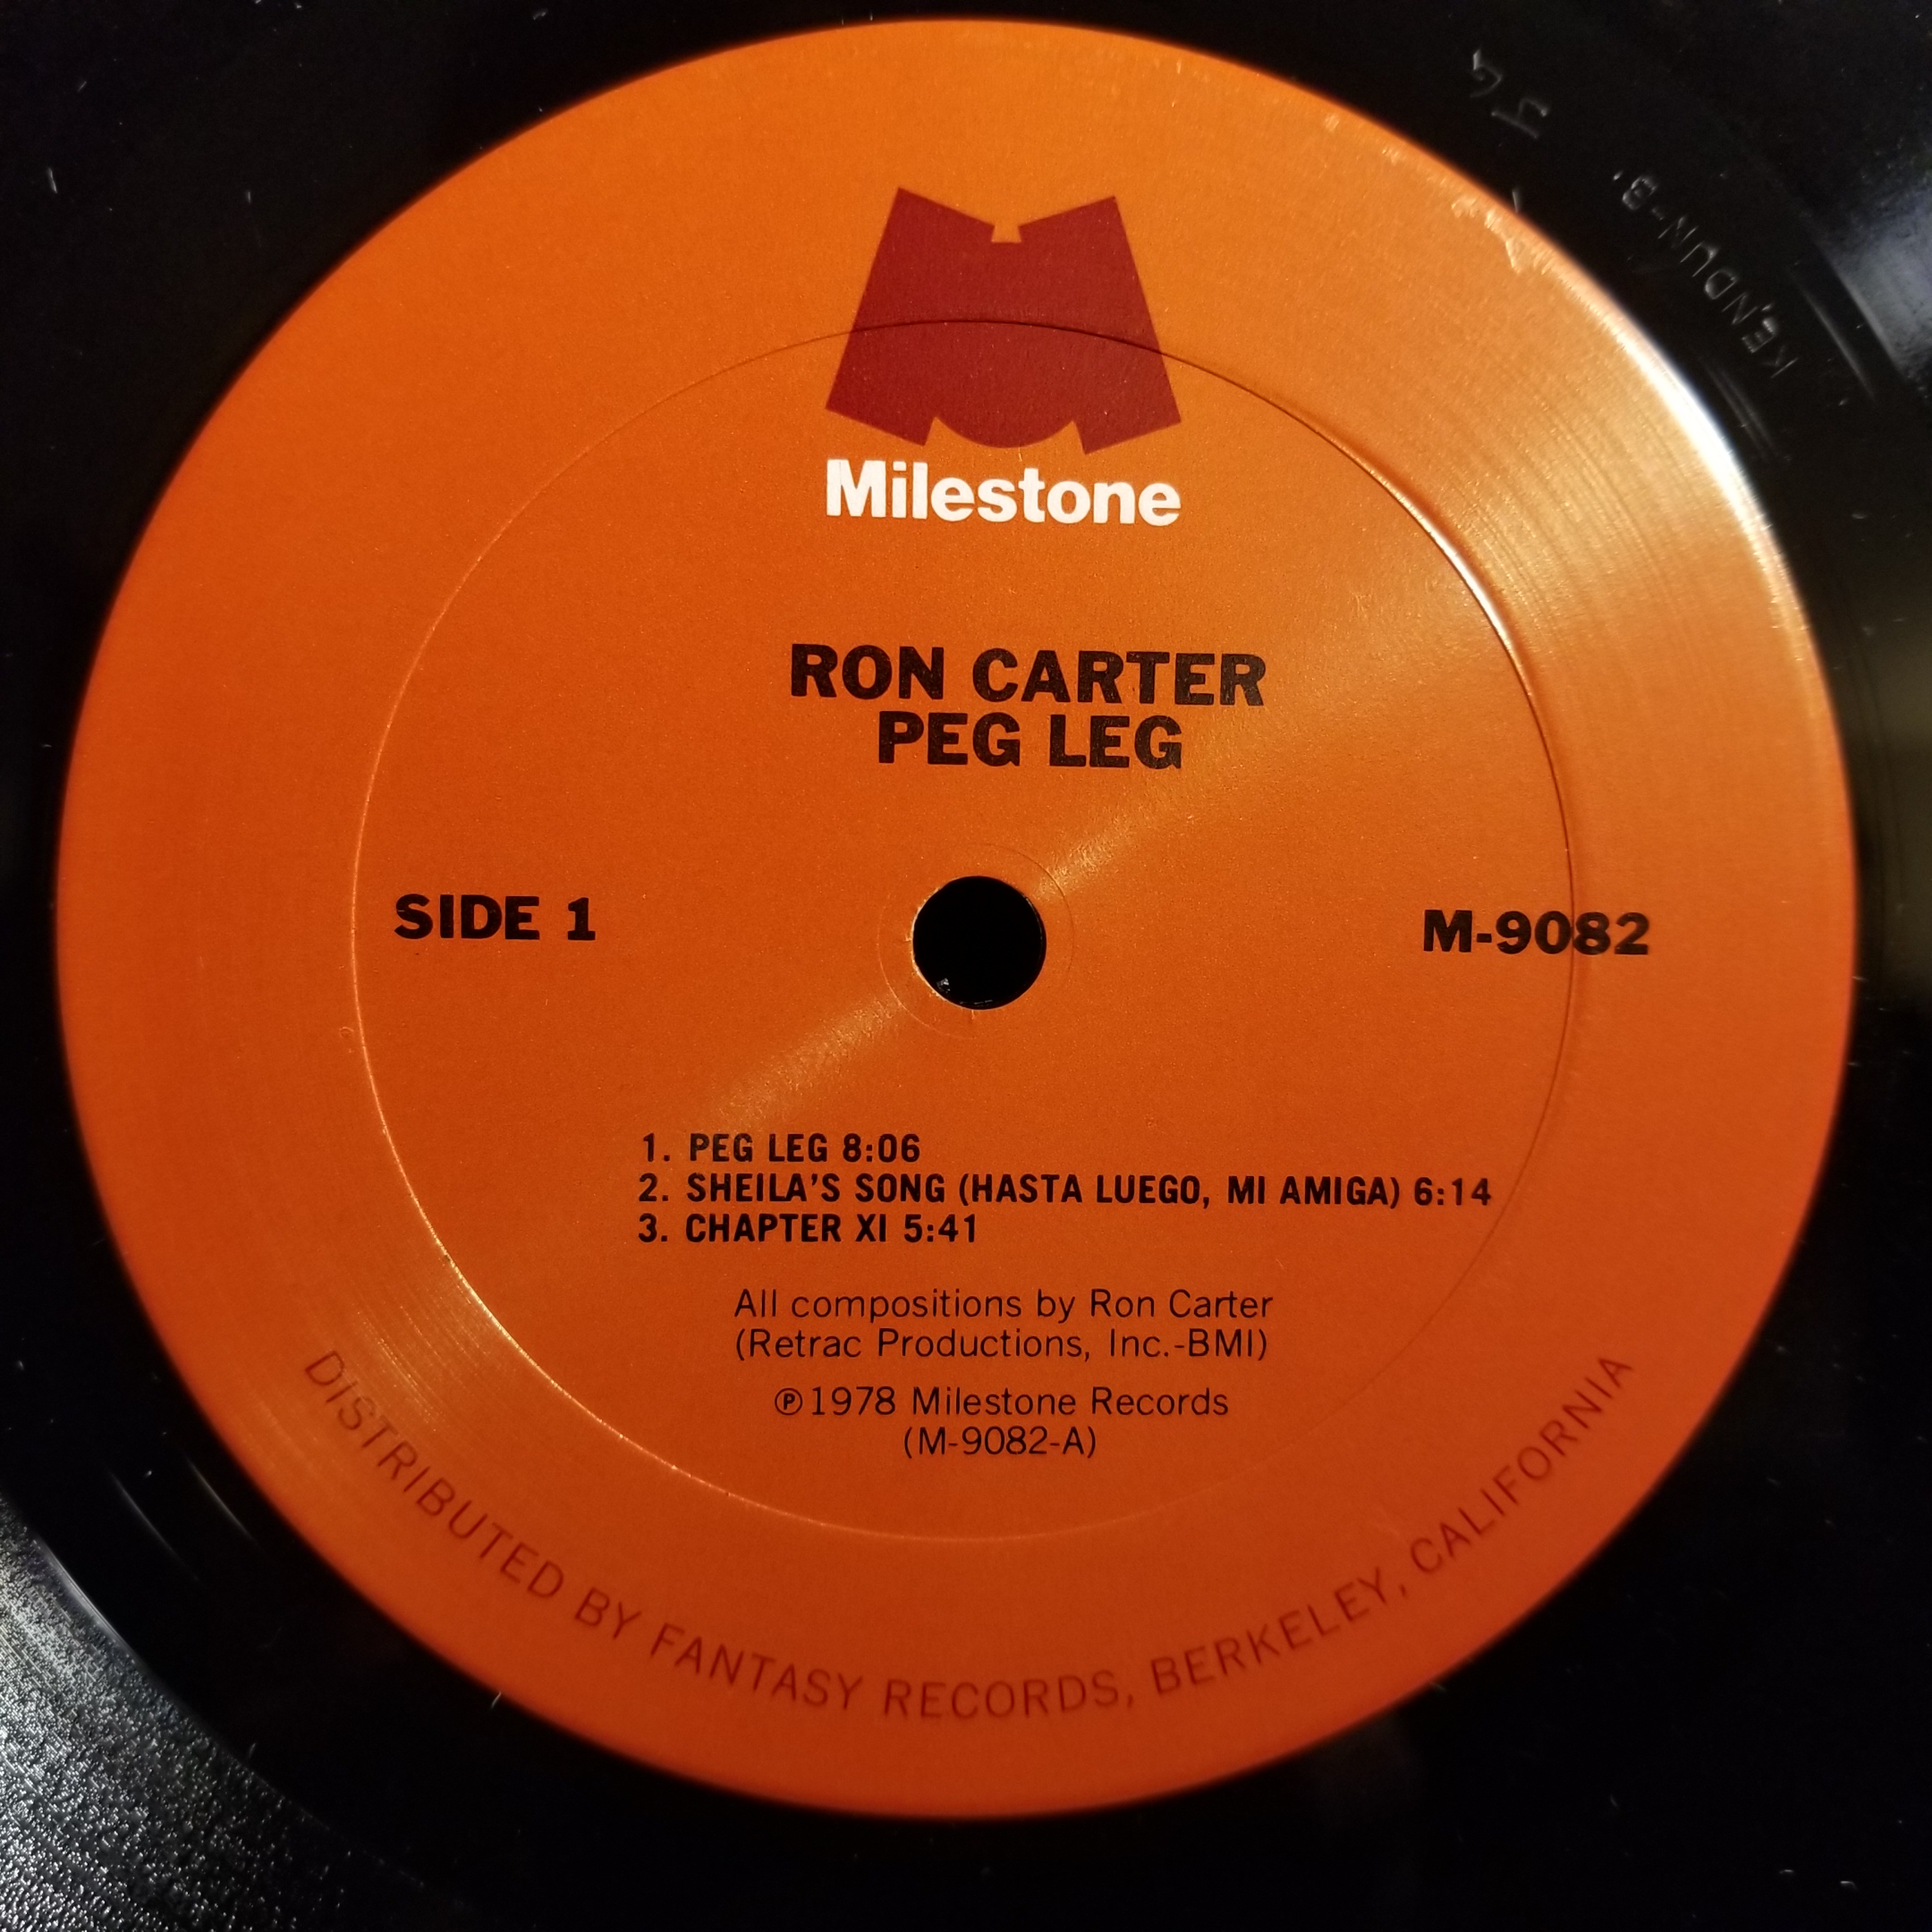 Milestone
RON CARTER
PEG LEG
SIDE 1
M-9082
1. PEG LEG 8:06
2. SHEILA'S SONG (HASTA LUEGO, MI AMIGA) 6:14
3. CHAPTER XI 5:41
All compositions by Ron Carter
(Retrac Productions, Inc.-BMI)
℗1978 Milestone Records
(M-9082-A)
DISTRIBUTED BY FANTASY RECORDS, BERKELEY, CALIFORNIA
KENDUN-B.